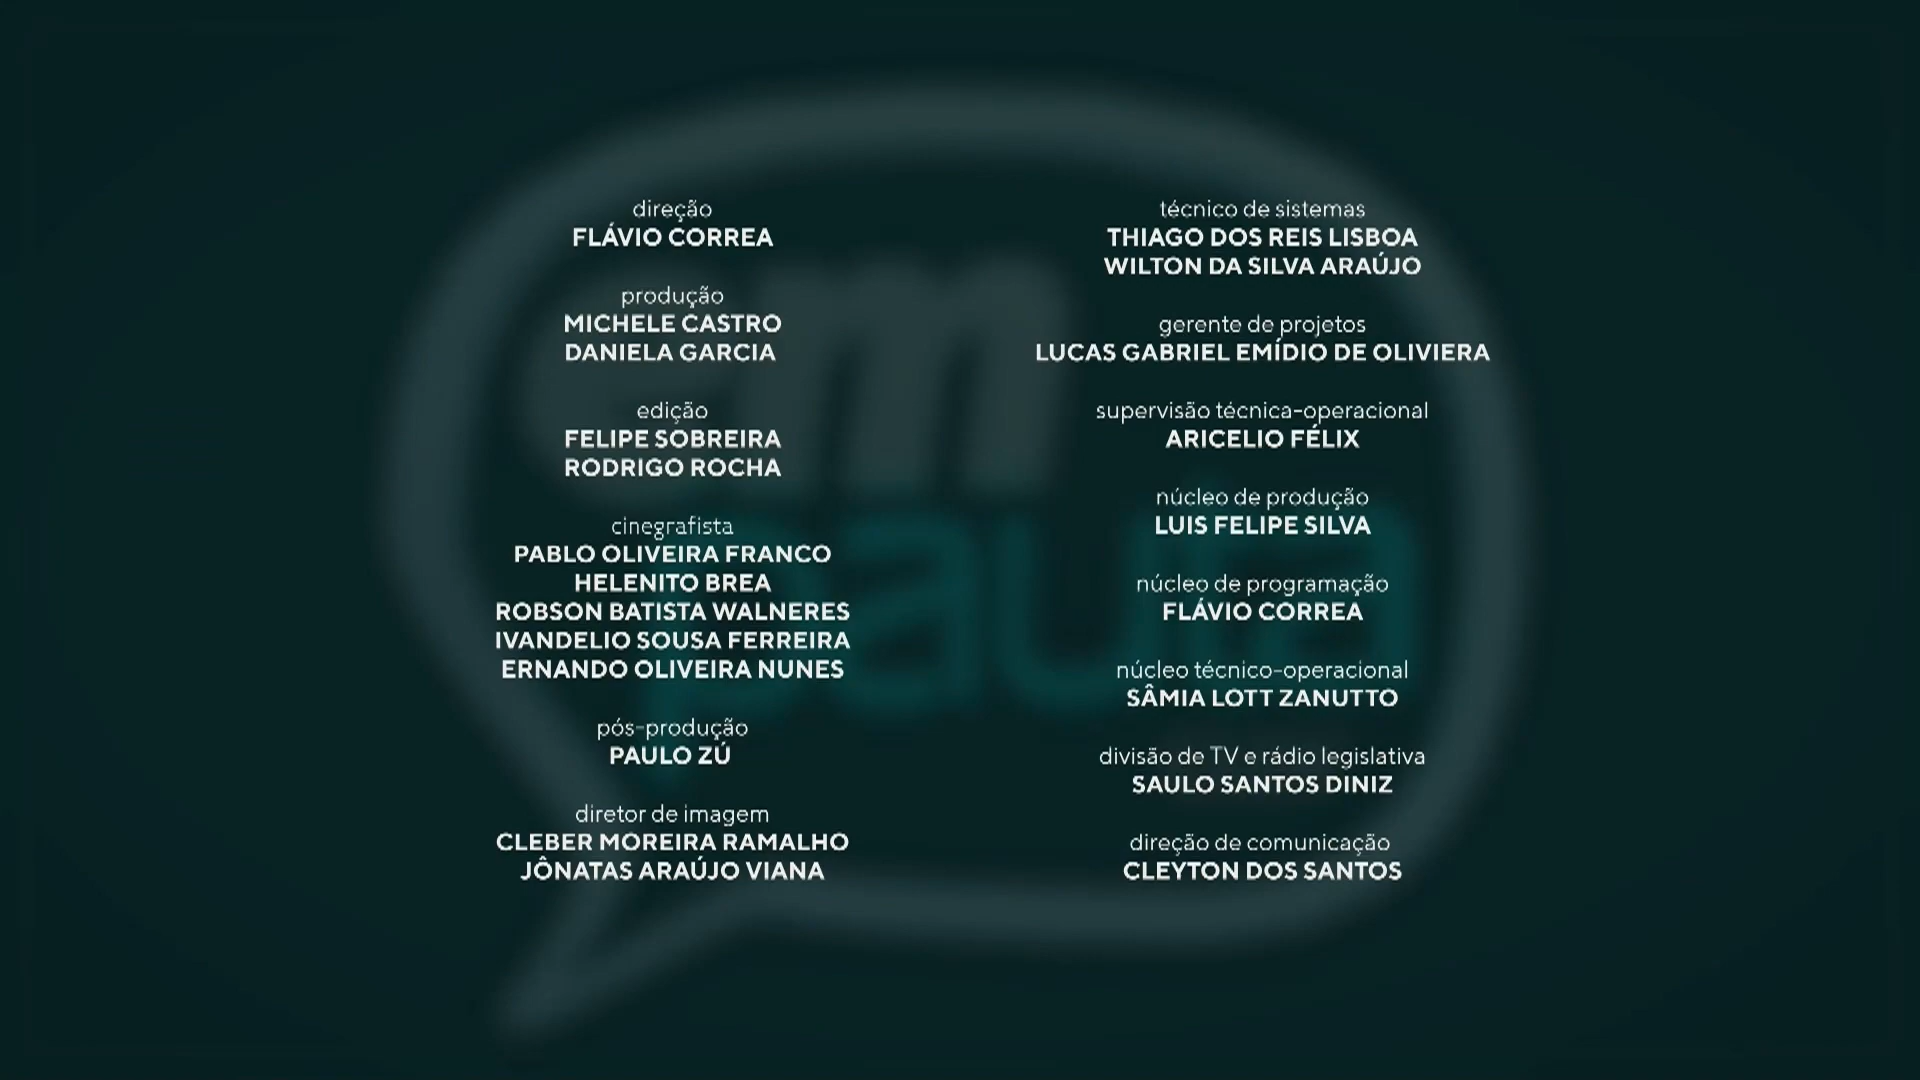 direção
FLÁVIO CORREA
produção
MICHELE CASTRO
DANIELA GARCIA
edição
FELIPE SOBREIRA
RODRIGO ROCHA
cinegrafista
PABLO OLIVEIRA FRANCO
HELENITO BREA
ROBSON BATISTA WALNERES
IVANDELIO SOUSA FERREIRA
ERNANDO OLIVEIRA NUNES
pós-produção
PAULO ZÚ
diretor de imagem
CLEBER MOREIRA RAMALHO
JÔNATAS ARAÚJO VIANA
técnico de sistemas
THIAGO DOS REIS LISBOA
WILTON DA SILVA ARAÚJO
gerente de projetos
LUCAS GABRIEL EMÍDIO DE OLIVIERA
supervisão técnica-operacional
ARICELIO FÉLIX
núcleo de produção
LUIS FELIPE SILVA
núcleo de programação
FLÁVIO CORREA
núcleo técnico-operacional
SÂMIA LOTT ZANUTTO
divisão de TV e rádio legislativa
SAULO SANTOS DINIZ
direção de comunicação
CLEYTON DOS SANTOS
em
pauta